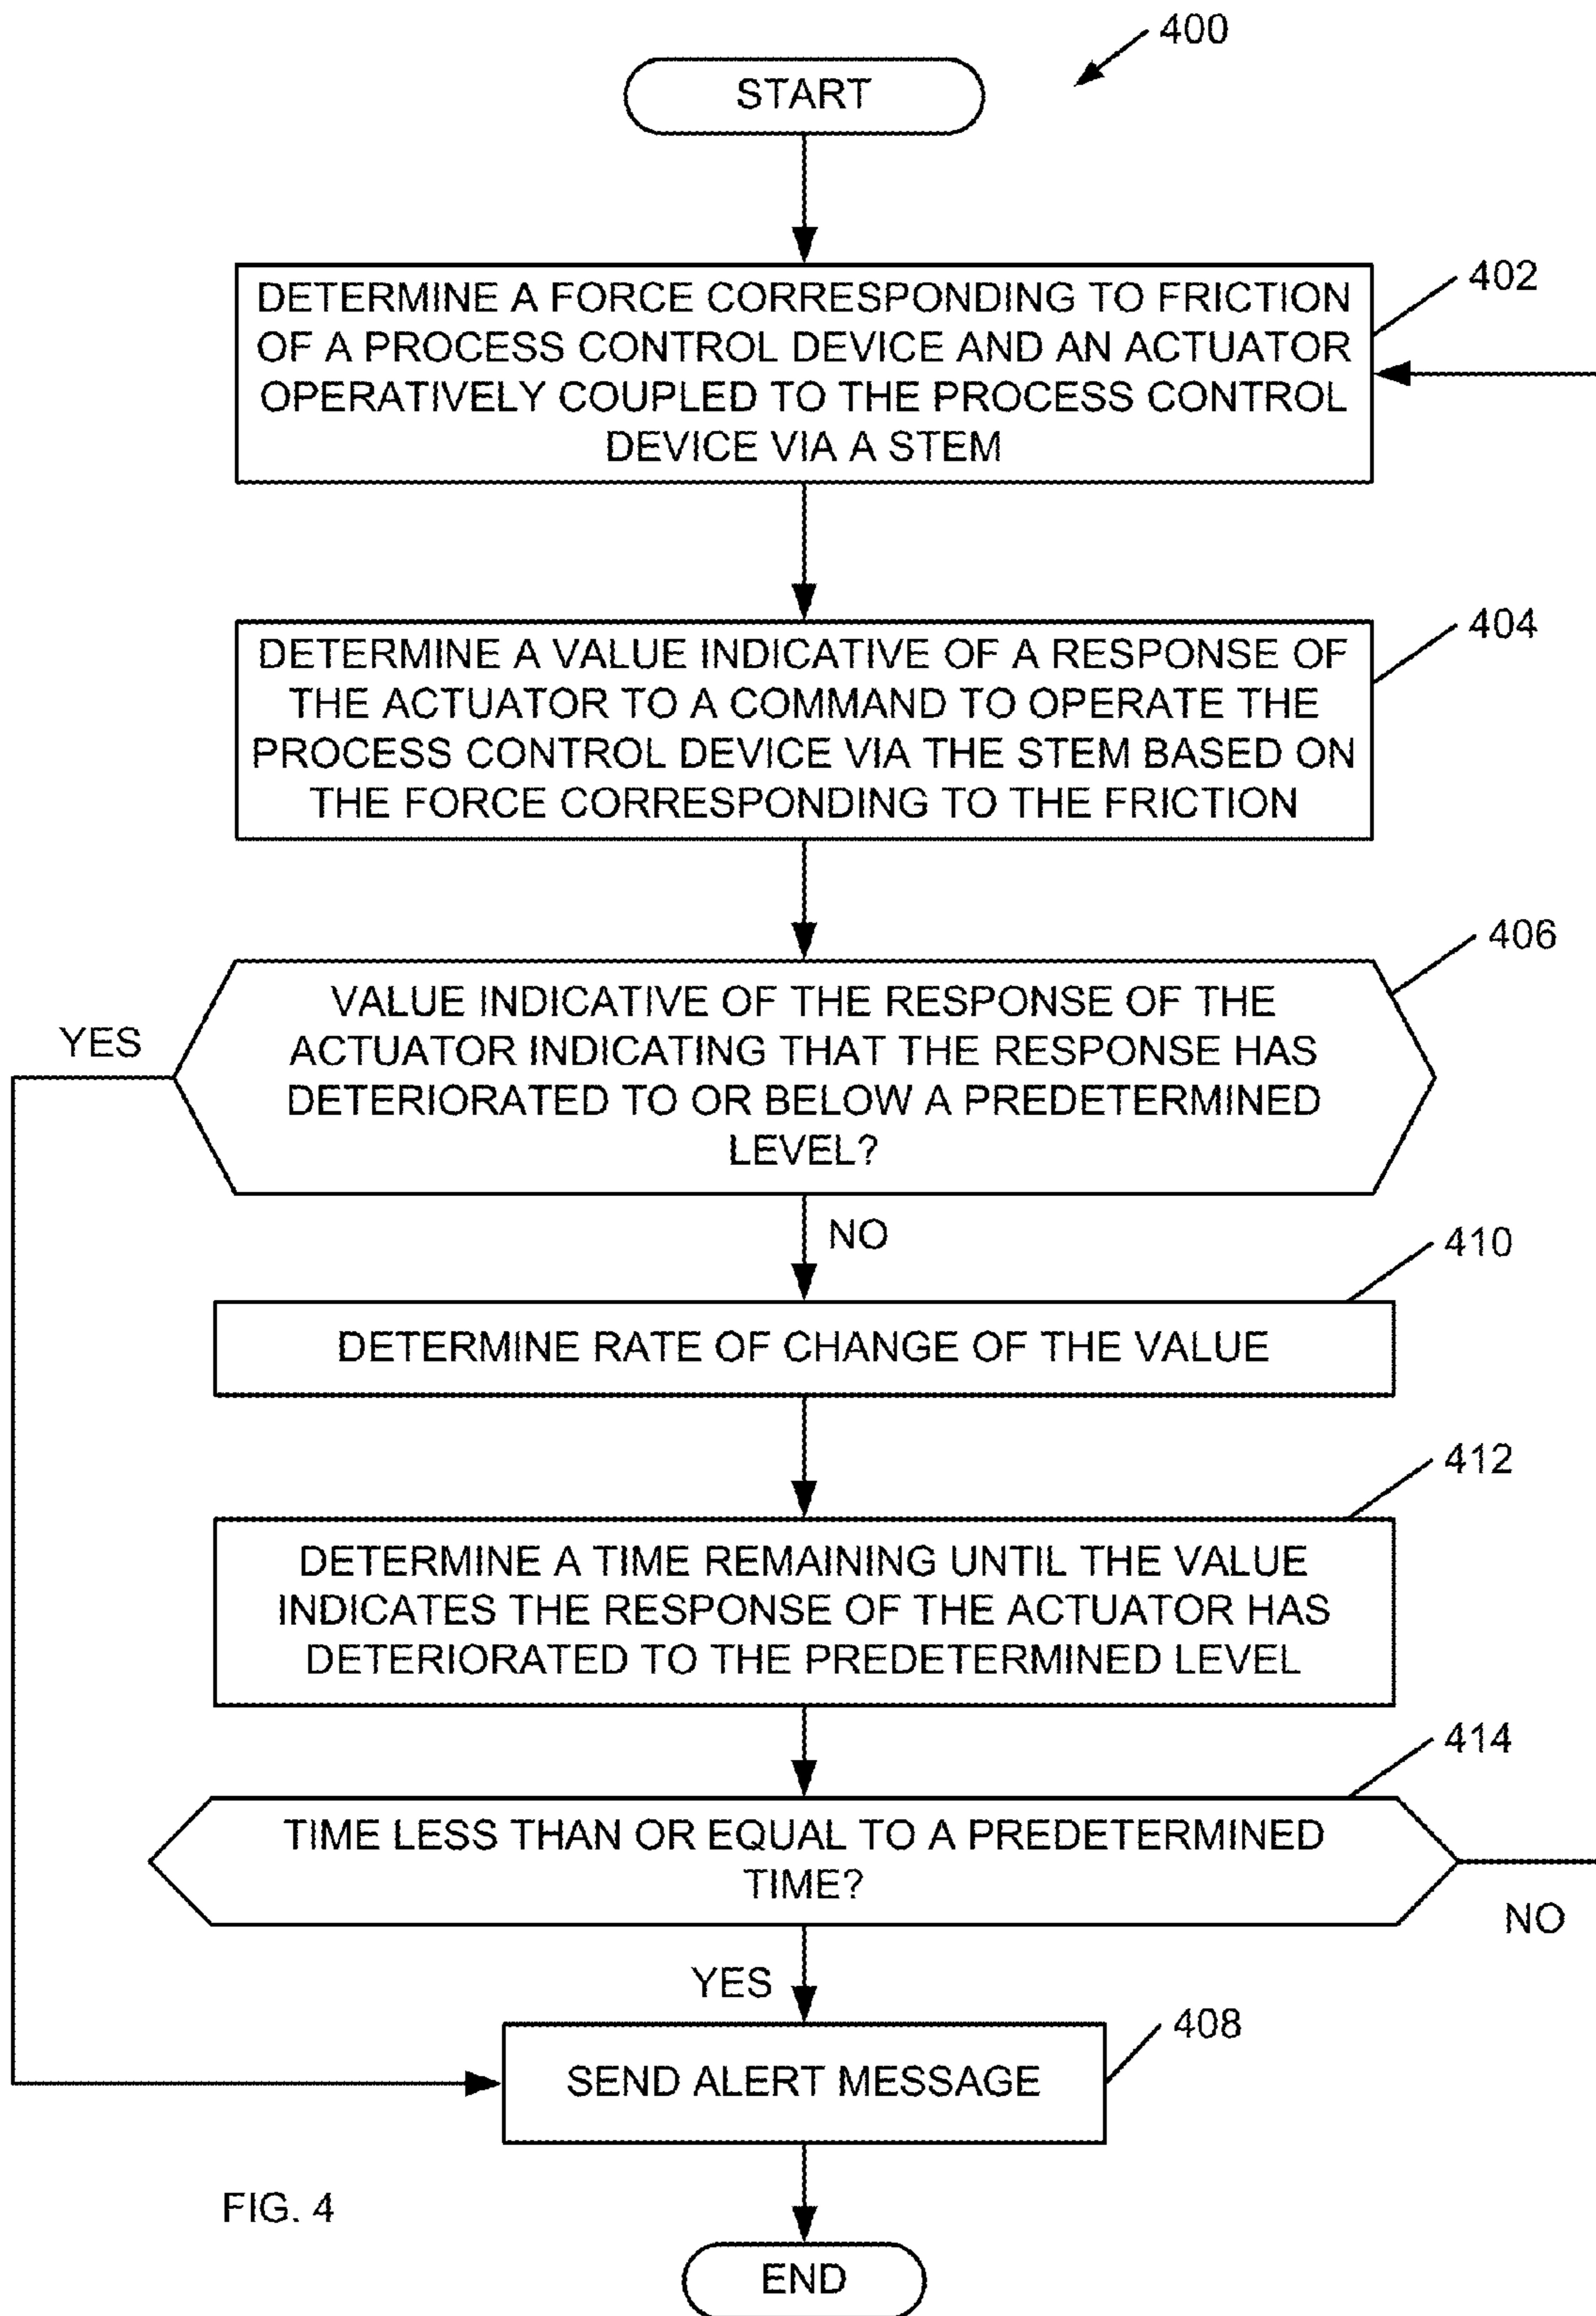 400
START
402
DETERMINE A FORCE CORRESPONDING TO FRICTION
OF A PROCESS CONTROL DEVICE AND AN ACTUATOR
OPERATIVELY COUPLED TO THE PROCESS CONTROL
DEVICE VIA A STEM
404
DETERMINE A VALUE INDICATIVE OF A RESPONSE OF
THE ACTUATOR TO A COMMAND TO OPERATE THE
PROCESS CONTROL DEVICE VIA THE STEM BASED ON
THE FORCE CORRESPONDING TO THE FRICTION
406
VALUE INDICATIVE OF THE RESPONSE OF THE
ACTUATOR INDICATING THAT THE RESPONSE HAS
DETERIORATED TO OR BELOW A PREDETERMINED
LEVEL?
YES
NO
410
DETERMINE RATE OF CHANGE OF THE VALUE
412
DETERMINE A TIME REMAINING UNTIL THE VALUE
INDICATES THE RESPONSE OF THE ACTUATOR HAS
DETERIORATED TO THE PREDETERMINED LEVEL
414
TIME LESS THAN OR EQUAL TO A PREDETERMINED
TIME?
NO
YES
408
SEND ALERT MESSAGE
FIG. 4
END